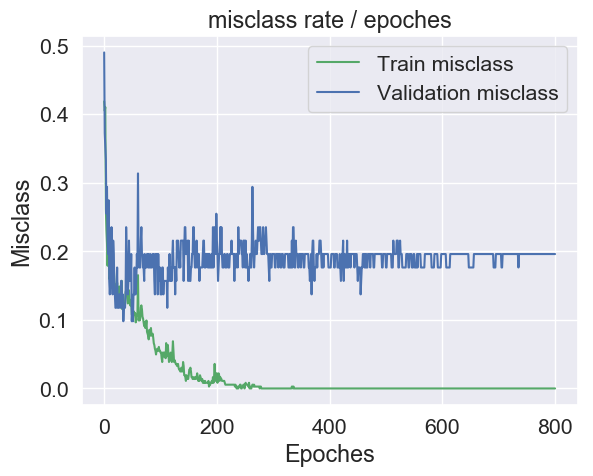 misclass rate / epoches
0.5
0.4
0.3
0.2
0.1
0.0
Misclass
Train misclass
Validation misclass
0
200
400
600
800
Epoches